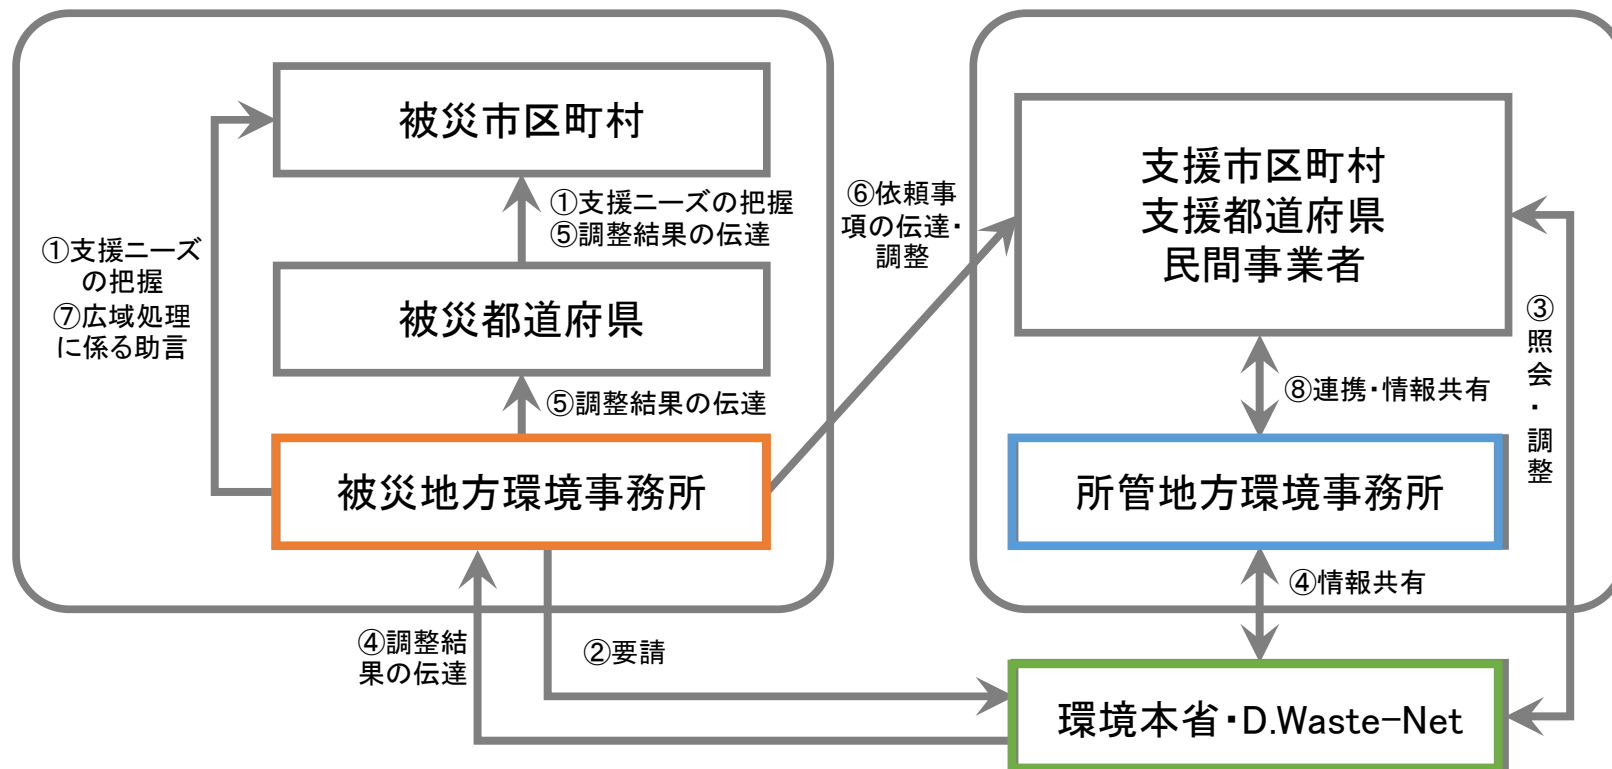 被災市区町村
①支援ニーズの把握
⑤調整結果の伝達
①支援ニーズ
の把握
⑦広域処理
に係る助言
被災都道府県
⑤調整結果の伝達
被災地方環境事務所
⑥依頼事
項の伝達・
調整
支援市区町村
支援都道府県
民間事業者
③照会・調整
⑧連携・情報共有
所管地方環境事務所
④情報共有
④調整結
果の伝達
②要請
環境本省・D.Waste-Net